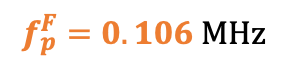 f_p^F = 0.106 MHz